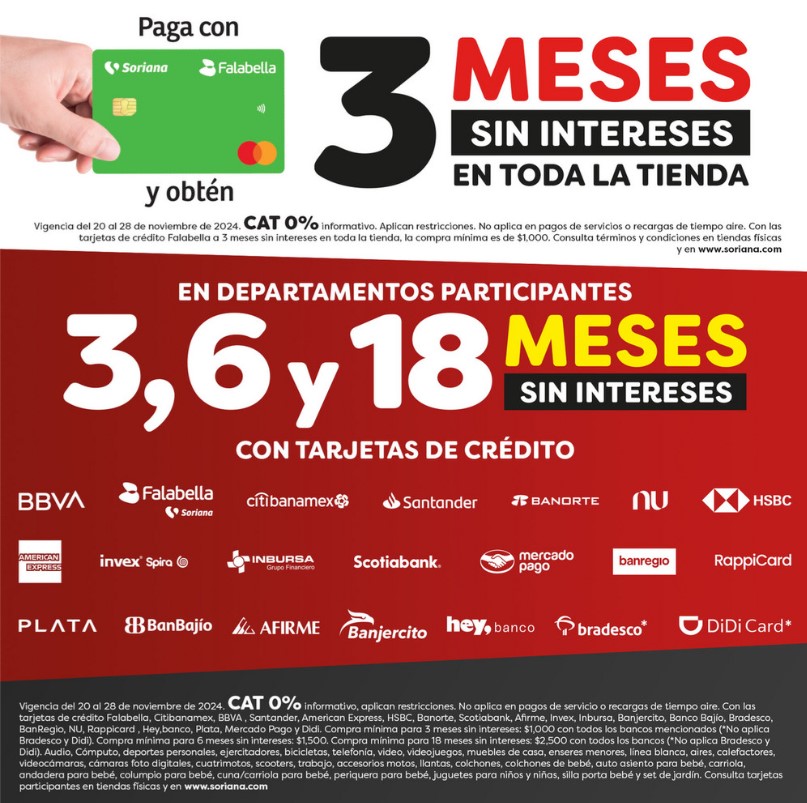 Paga con
Soriana Falabella
y obtén
3 MESES
SIN INTERESES
EN TODA LA TIENDA
Vigencia del 20 al 28 de noviembre de 2024. CAT 0% informativo. Aplican restricciones. No aplica en pagos de servicios o recargas de tiempo aire. Con las
tarjetas de crédito Falabella a 3 meses sin intereses en toda la tienda, la compra mínima es de $1,000. Consulta términos y condiciones en tiendas físicas
y en www.soriana.com
EN DEPARTAMENTOS PARTICIPANTES
3, 6 y 18 MESES
SIN INTERESES
CON TARJETAS DE CRÉDITO
BBVA Falabella Soriana citibanamex Santander BANORTE nu HSBC
AMERICAN EXPRESS invex Spira INBURSA Grupo Financiero Scotiabank mercado pago banregio RappiCard
PLATA BanBajío AFIRME Banjercito hey, banco bradesco* DiDi Card*
Vigencia del 20 al 28 de noviembre de 2024. CAT 0% informativo, aplican restricciones. No aplica en pagos de servicio o recargas de tiempo aire. Con las
tarjetas de crédito Falabella, Citibanamex, BBVA , Santander, American Express, HSBC, Banorte, Scotiabank, Afirme, Invex, Inbursa, Banjercito, Banco Bajío, Bradesco,
BanRegio, NU, Rappicard , Hey,banco, Plata, Mercado Pago y Didi. Compra mínima para 3 meses sin intereses: $1,000 con todos los bancos mencionados (*No aplica
Bradesco y Didi). Compra mínima para 6 meses sin intereses: $1,500. Compra mínima para 18 meses sin intereses: $2,500 con todos los bancos (*No aplica Bradesco y
Didi). Audio, Cómputo, deportes personales, ejercitadores, bicicletas, telefonía, video, videojuegos, muebles de casa, enseres menores, línea blanca, aires, calefactores,
videocámaras, cámaras foto digitales, cuatrimotos, scooters, trabajo, accesorios motos, llantas, colchones, colchones de bebé, auto asiento para bebé, carriola,
andadera para bebé, columpio para bebé, cuna/carriola para bebé, periquera para bebé, juguetes para niños y niñas, silla porta bebé y set de jardín. Consulta tarjetas
participantes en tiendas físicas y en www.soriana.com